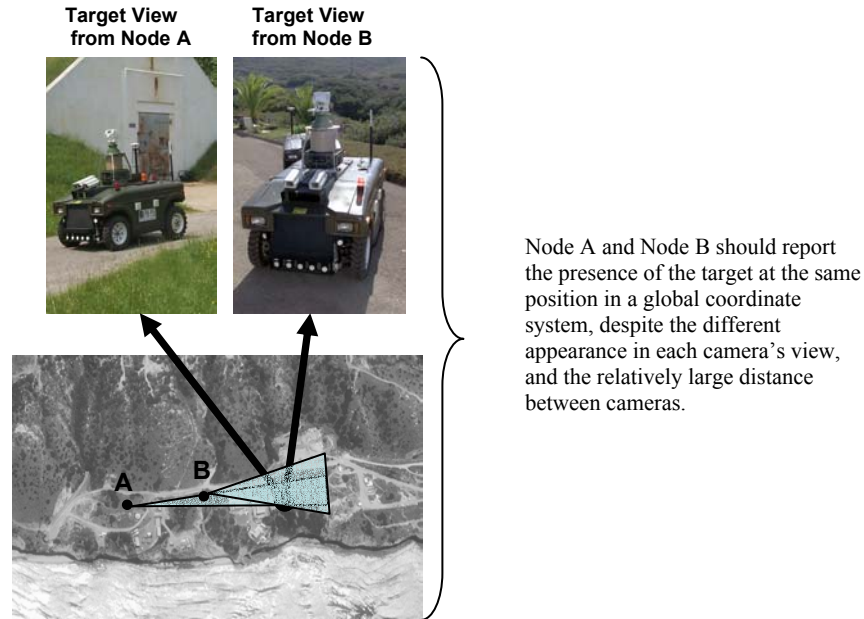 Target View
from Node A
Target View
from Node B
A
B
Node A and Node B should report
the presence of the target at the same
position in a global coordinate
system, despite the different
appearance in each camera’s view,
and the relatively large distance
between cameras.